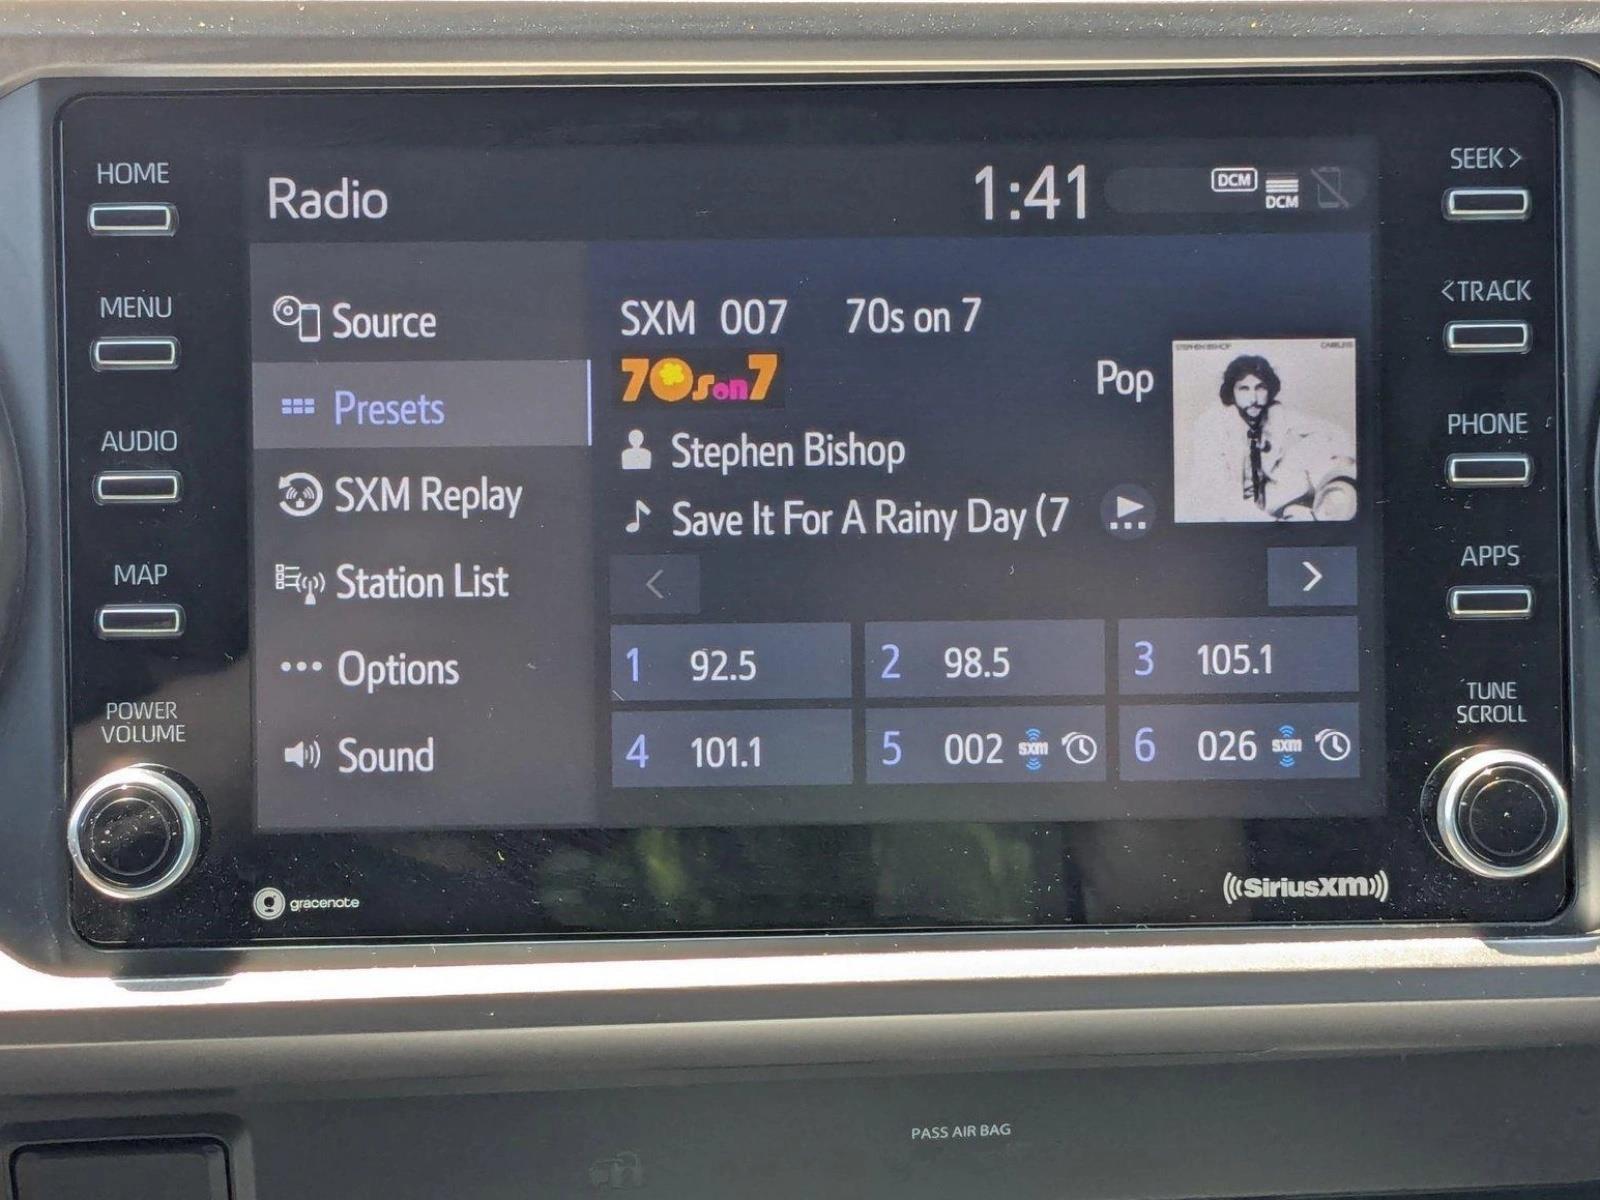 HOME
MENU
AUDIO
MAP
POWER
VOLUME
Radio
1:41
DCM
DCM
Source
Presets
SXM Replay
Station List
Options
Sound
SXM 007 70s on 7
70s on 7
Pop
STEPHEN BISHOP CARELESS
Stephen Bishop
Save It For A Rainy Day (7
1 92.5
2 98.5
3 105.1
4 101.1
5 002 SXM
6 026 SXM
SEEK >
< TRACK
PHONE
APPS
TUNE
SCROLL
gracenote
((SiriusXM))
PASS AIR BAG